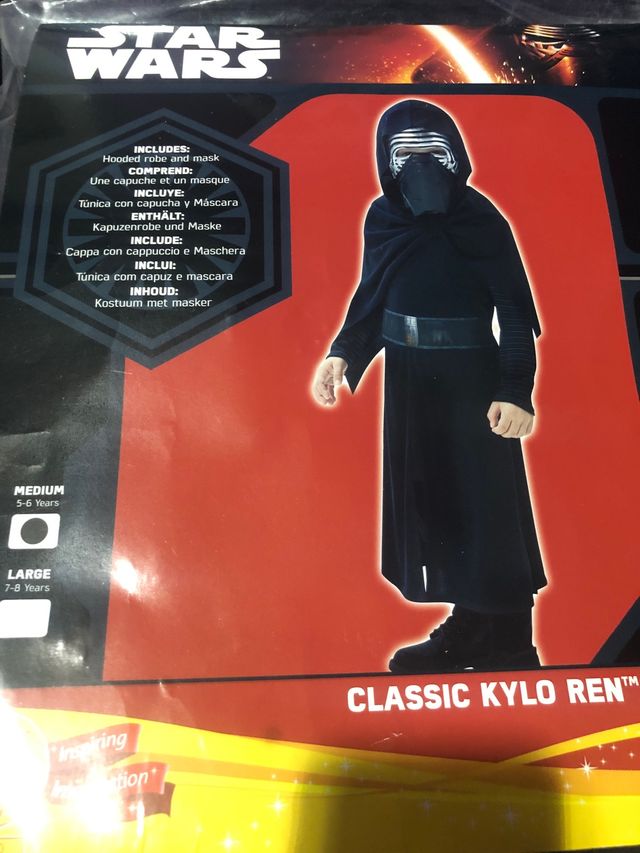 STAR
WARS
INCLUDES:
Hooded robe and mask
COMPREND:
Une capuche et un masque
INCLUYE:
Túnica con capucha y Máscara
ENTHÄLT:
Kapuzenrobe und Maske
INCLUDE:
Cappa con cappuccio e Maschera
INCLUI:
Túnica com capuz e mascara
INHOUD:
Kostuum met masker
MEDIUM
5-6 Years
LARGE
7-8 Years
CLASSIC KYLO REN™
Inspiring